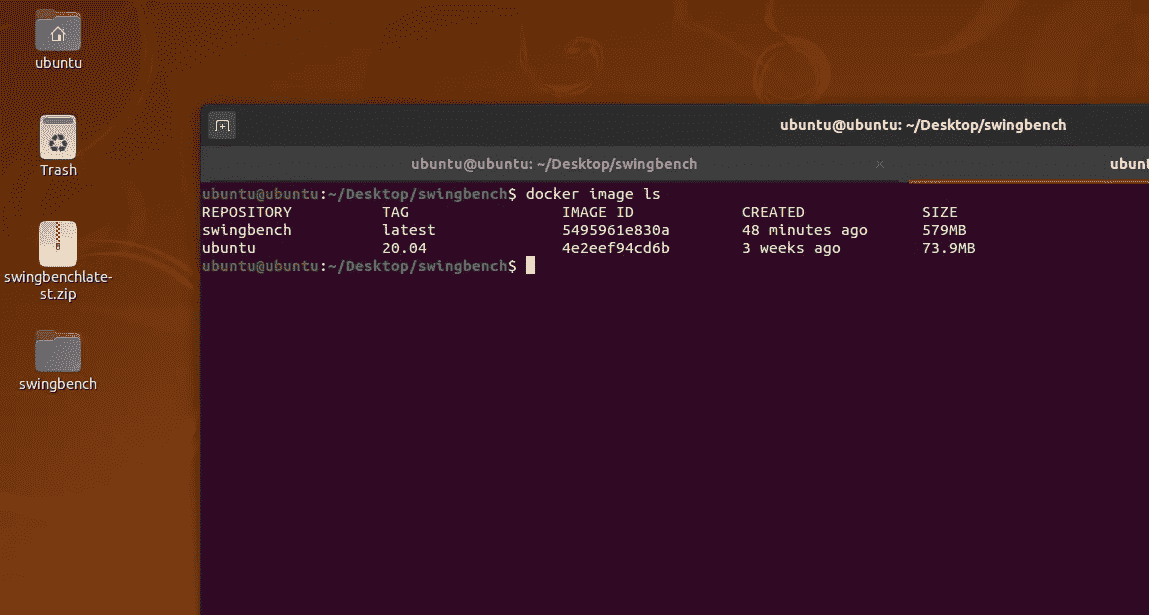 ubuntu
Trash
swingbenchlate-
st.zip
swingbench
ubuntu@ubuntu: ~/Desktop/swingbench
ubuntu@ubuntu: ~/Desktop/swingbench ×
ubuntu@ubuntu:~/Desktop/swingbench$ docker image ls
REPOSITORY TAG IMAGE ID CREATED SIZE
swingbench latest 5495961e830a 48 minutes ago 579MB
ubuntu 20.04 4e2eef94cd6b 3 weeks ago 73.9MB
ubuntu@ubuntu:~/Desktop/swingbench$